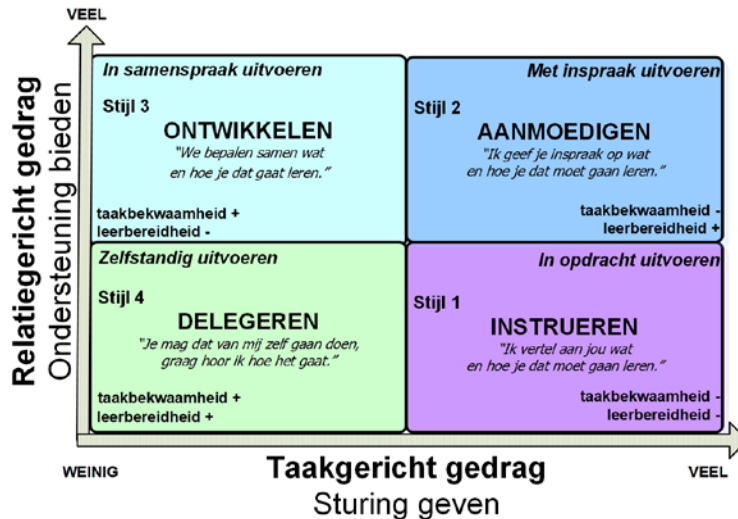 VEEL
Relatiegericht gedrag
Ondersteuning bieden
In samenspraak uitvoeren
Stijl 3
ONTWIKKELEN
"We bepalen samen wat
en hoe je dat gaat leren."
taakbekwaamheid +
leerbereidheid -
Met inspraak uitvoeren
Stijl 2
AANMOEDIGEN
"Ik geef je inspraak op wat
en hoe je dat moet gaan leren."
taakbekwaamheid -
leerbereidheid +
Zelfstandig uitvoeren
Stijl 4
DELEGEREN
"Je mag dat van mij zelf gaan doen,
graag hoor ik hoe het gaat."
taakbekwaamheid +
leerbereidheid +
In opdracht uitvoeren
Stijl 1
INSTRUEREN
"Ik vertel aan jou wat
en hoe je dat moet gaan leren."
taakbekwaamheid -
leerbereidheid -
WEINIG
Taakgericht gedrag
VEEL
Sturing geven